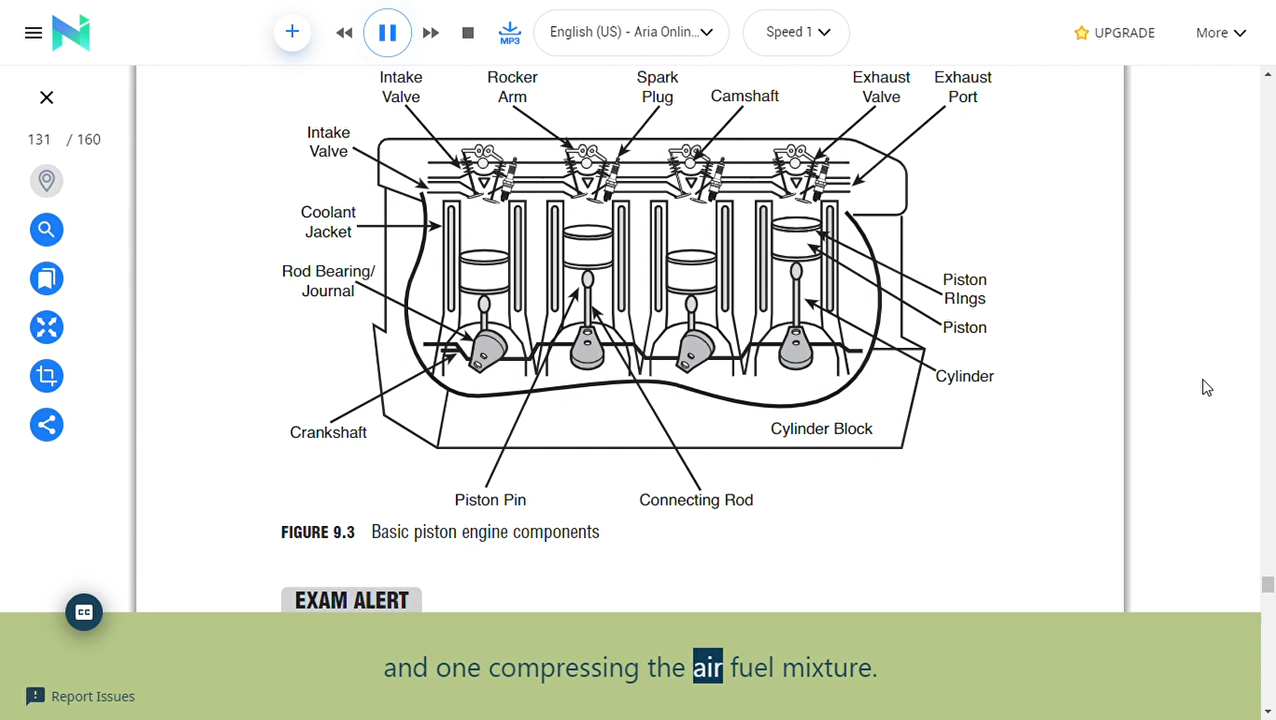 MP3
English (US) - Aria Onlin...
Speed 1
UPGRADE
More
131 / 160
Intake
Valve
Rocker
Arm
Spark
Plug
Camshaft
Exhaust
Valve
Exhaust
Port
Intake
Valve
Coolant
Jacket
Rod Bearing/
Journal
Piston
RIngs
Piston
Cylinder
Crankshaft
Cylinder Block
Piston Pin
Connecting Rod
FIGURE 9.3 Basic piston engine components
EXAM ALERT
CC
and one compressing the air fuel mixture.
Report Issues